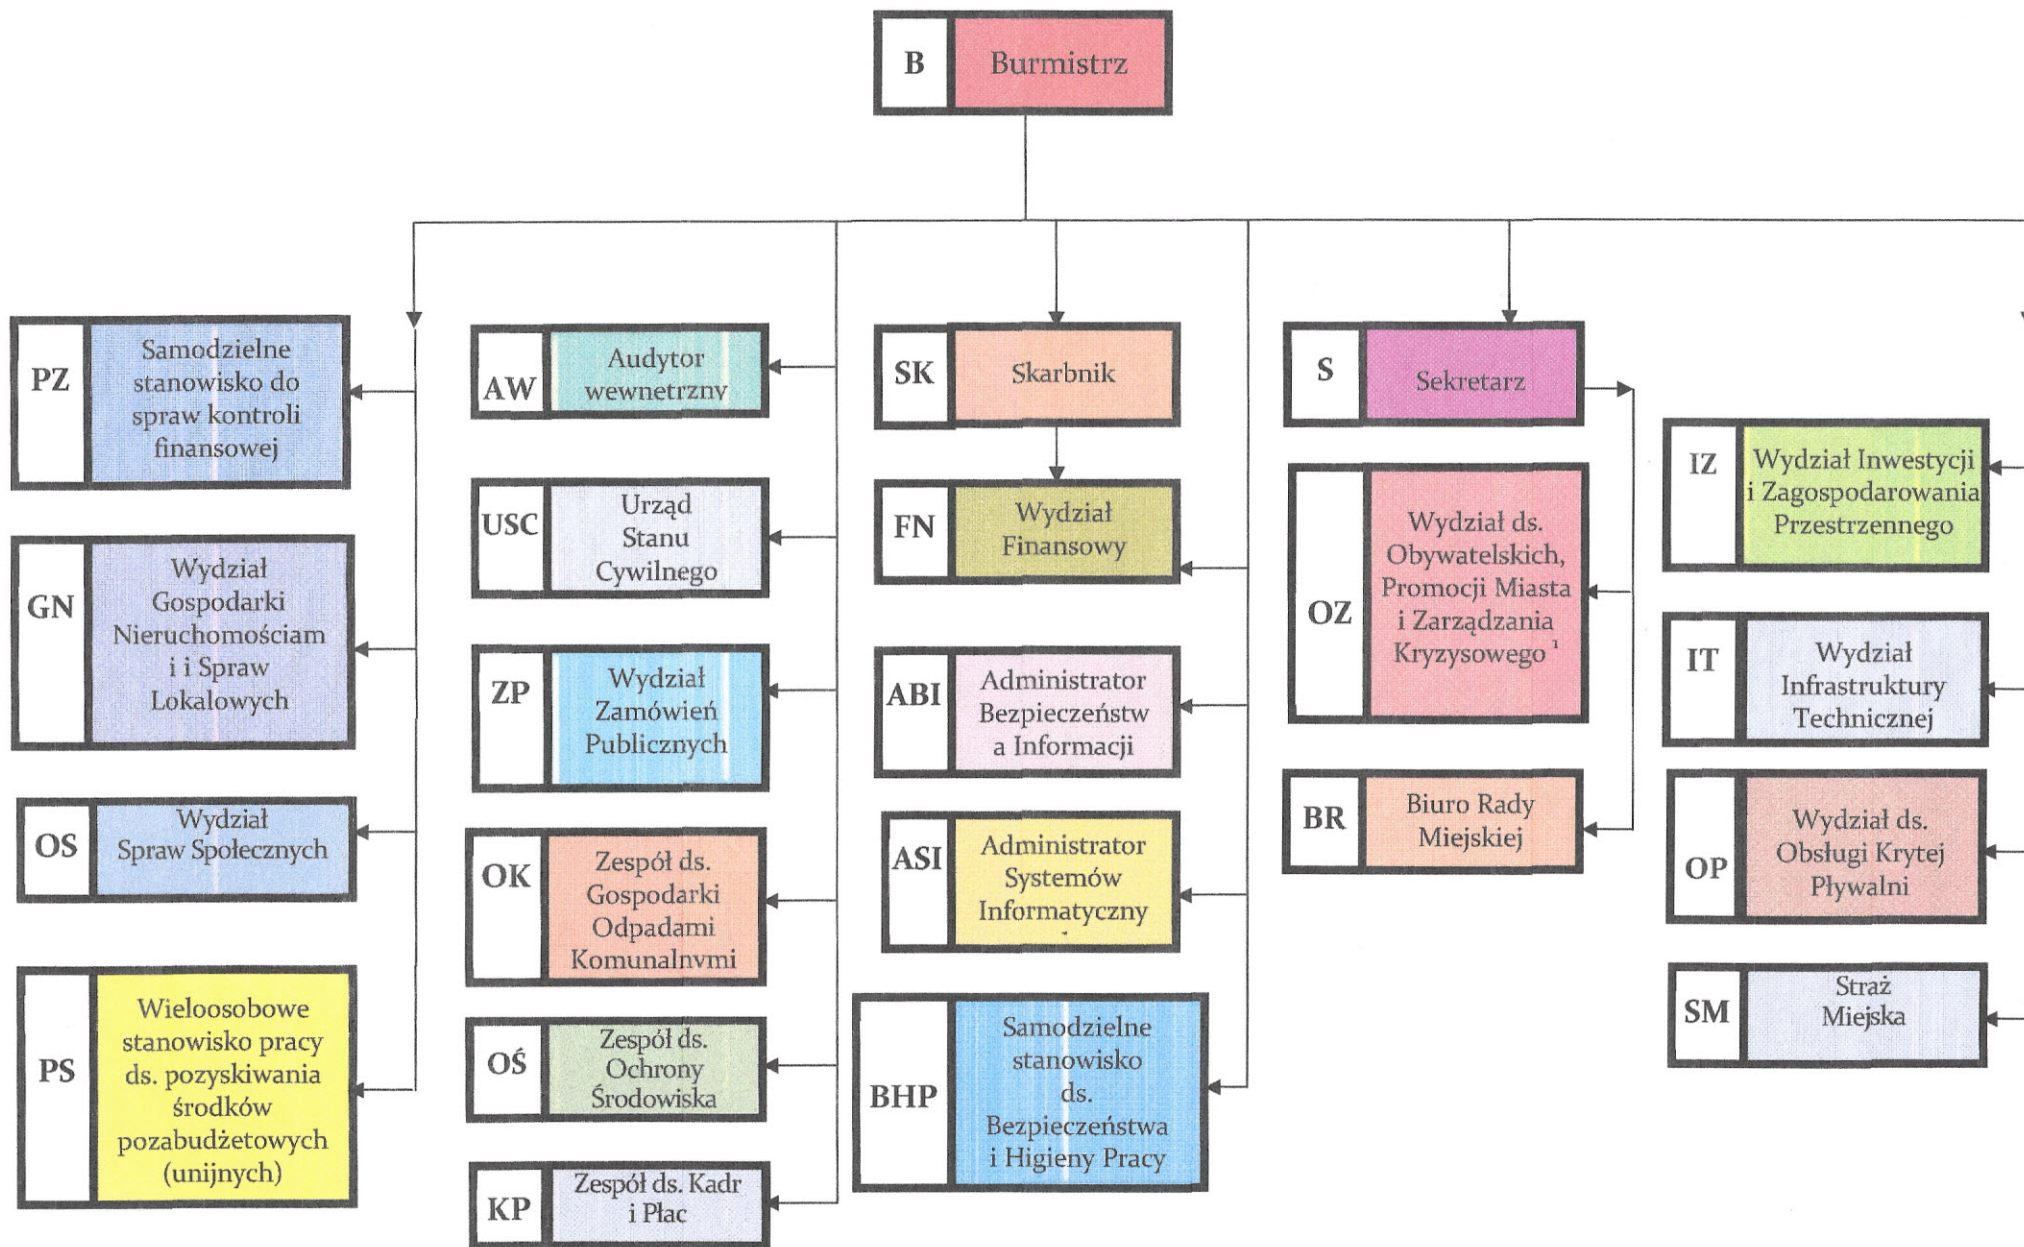 B
Burmistrz
PZ
Samodzielne
stanowisko do
spraw kontroli
finansowej
GN
Wydział
Gospodarki
Nieruchomościam
i i Spraw
Lokalowych
OS
Wydział
Spraw Społecznych
PS
Wieloosobowe
stanowisko pracy
ds. pozyskiwania
środków
pozabudżetowych
(unijnych)
AW
Audytor
wewnetrzny
USC
Urząd
Stanu
Cywilnego
ZP
Wydział
Zamówień
Publicznych
OK
Zespół ds.
Gospodarki
Odpadami
Komunalnymi
OŚ
Zespół ds.
Ochrony
Środowiska
KP
Zespół ds. Kadr
i Płac
SK
Skarbnik
FN
Wydział
Finansowy
ABI
Administrator
Bezpieczeństw
a Informacji
ASI
Administrator
Systemów
Informatyczny
BHP
Samodzielne
stanowisko
ds.
Bezpieczeństwa
i Higieny Pracy
S
Sekretarz
OZ
Wydział ds.
Obywatelskich,
Promocji Miasta
i Zarządzania
Kryzysowego ¹
BR
Biuro Rady
Miejskiej
IZ
Wydział Inwestycji
i Zagospodarowania
Przestrzennego
IT
Wydział
Infrastruktury
Technicznej
OP
Wydział ds.
Obsługi Krytej
Pływalni
SM
Straż
Miejska